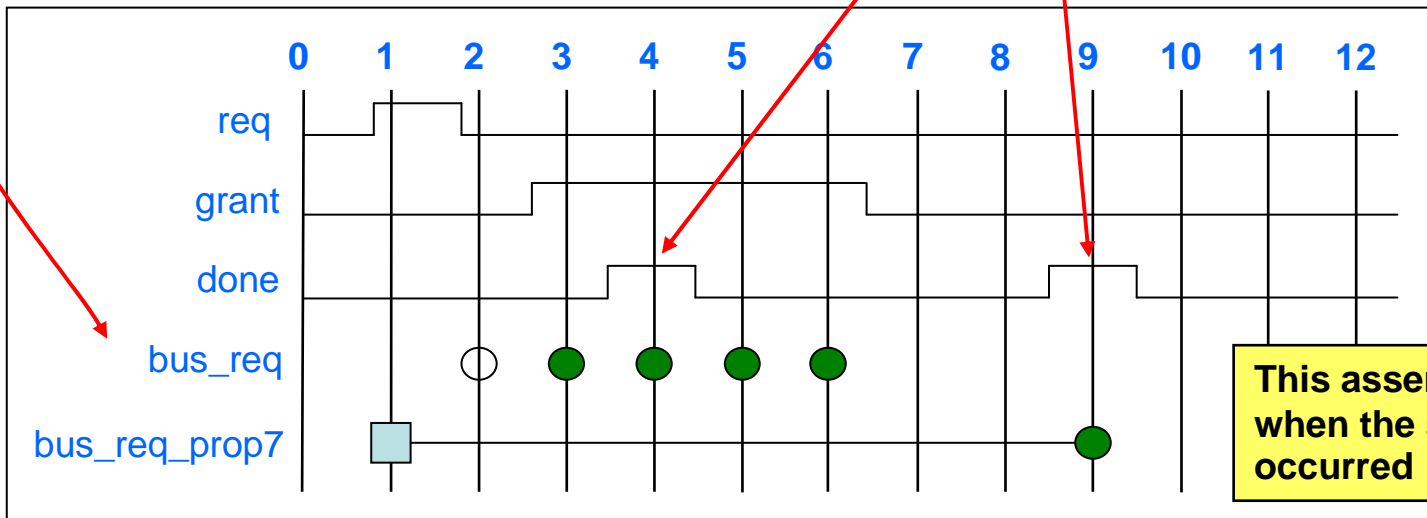 0 1 2 3 4 5 6 7 8 9 10 11 12
req
grant
done
bus_req
bus_req_prop7
This
when the
occurred